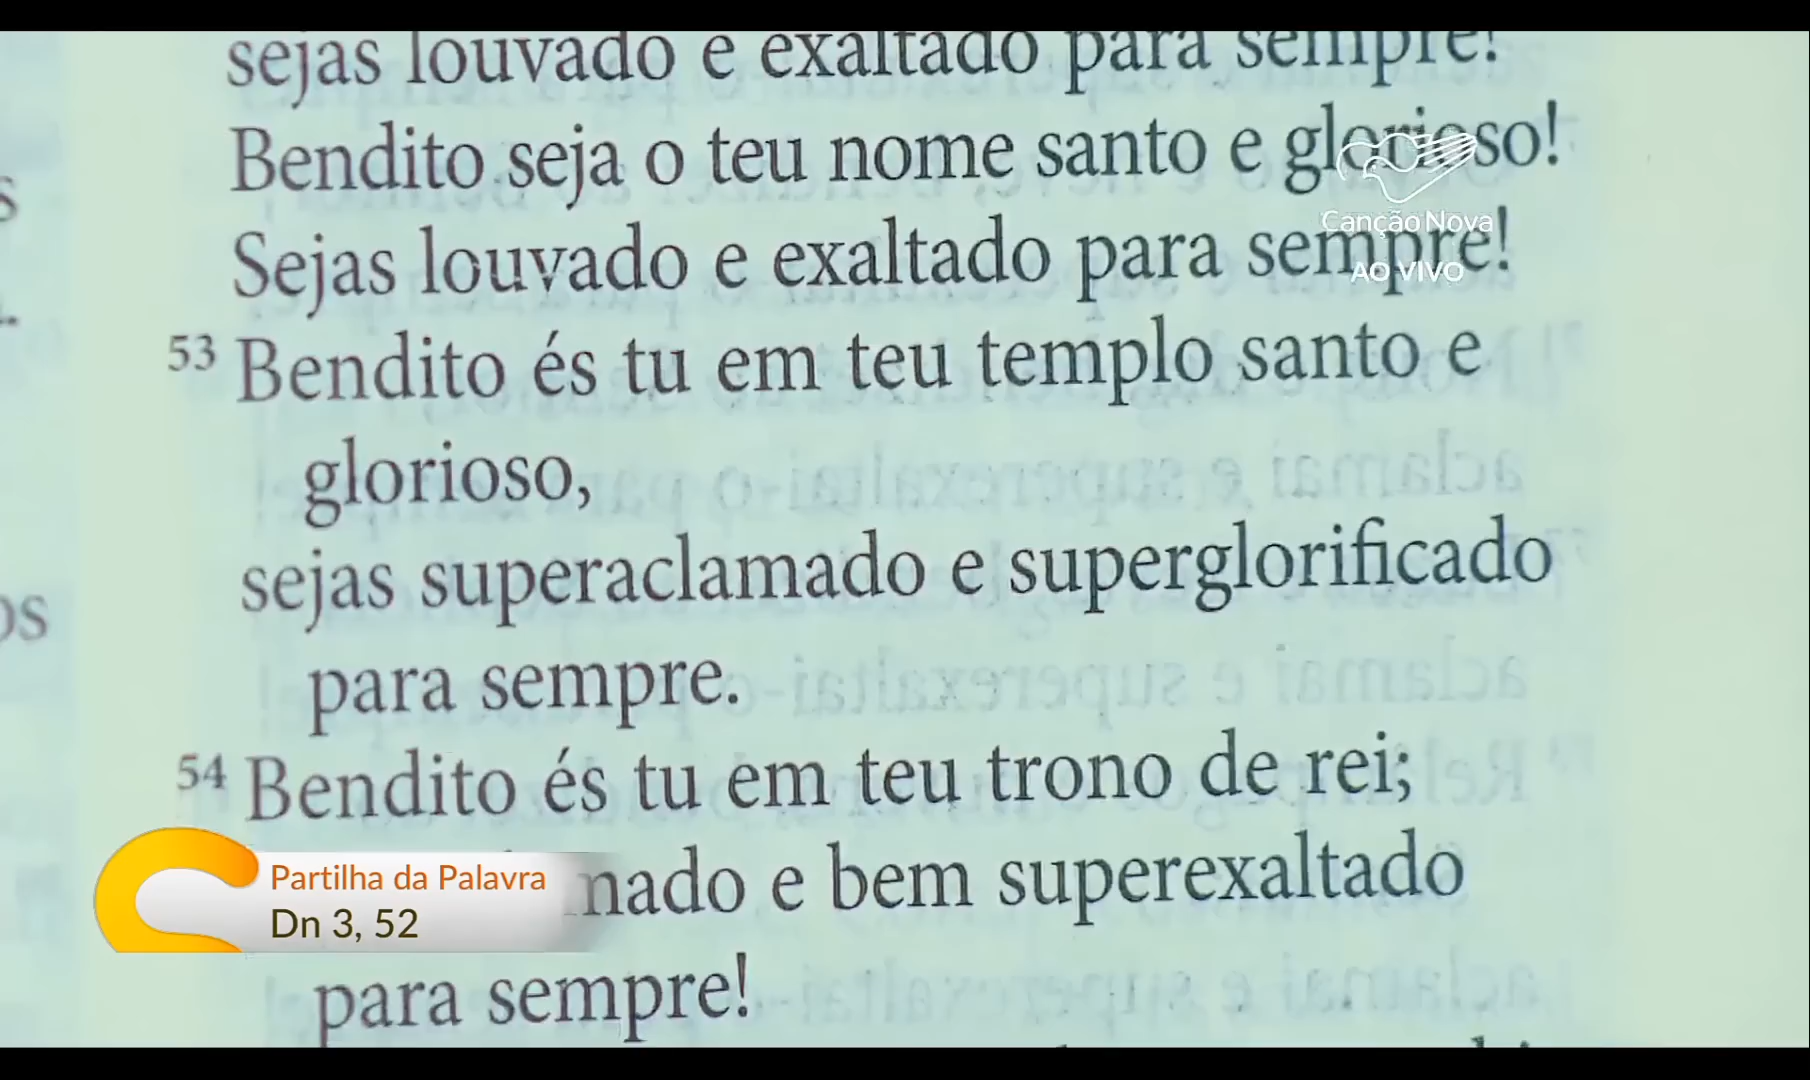 sejas louvado e exaltado para sempre!
Bendito seja o teu nome santo e glorioso!
Canção Nova
Sejas louvado e exaltado para sempre!
AO VIVO
53 Bendito és tu em teu templo santo e
glorioso,
sejas superaclamado e superglorificado
para sempre.
54 Bendito és tu em teu trono de rei;
e bem superexaltado
para sempre!
Partilha da Palavra
Dn 3, 52